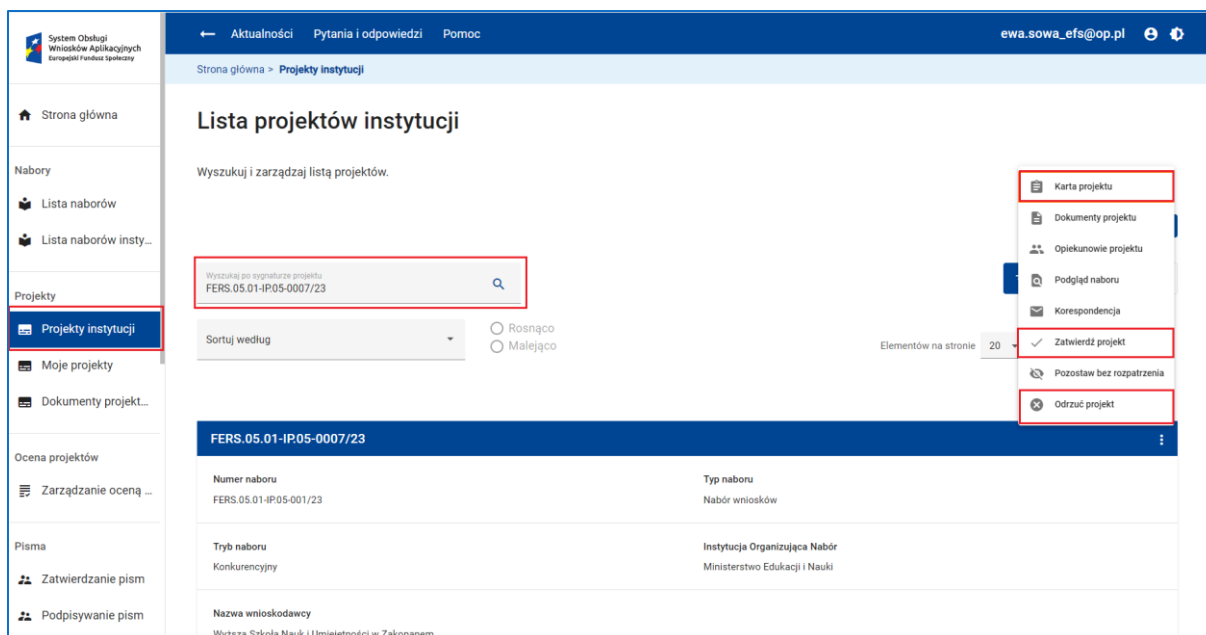 System Obsługi
Wniosków Aplikacyjnych
Europejski Fundusz Społeczny
Aktualności Pytania i odpowiedzi Pomoc
ewa.sowa_efs@op.pl
Strona główna > Projekty instytucji
Strona główna
Nabory
Lista naborów
Lista naborów insty...
Projekty
Projekty instytucji
Moje projekty
Dokumenty projekt...
Ocena projektów
Zarządzanie oceną ...
Pisma
Zatwierdzanie pism
Podpisywanie pism
Lista projektów instytucji
Wyszukuj i zarządzaj listą projektów.
Wyszukaj po sygnaturze projektu
FERS.05.01-IP.05-0007/23
Sortuj według
Rosnąco
Malejąco
Elementów na stronie 20
Karta projektu
Dokumenty projektu
Opiekunowie projektu
Podgląd naboru
Korespondencja
Zatwierdź projekt
Pozostaw bez rozpatrzenia
Odrzuć projekt
FERS.05.01-IP.05-0007/23
Numer naboru
FERS.05.01-IP.05-001/23
Typ naboru
Nabór wniosków
Tryb naboru
Konkurencyjny
Instytucja Organizująca Nabór
Ministerstwo Edukacji i Nauki
Nazwa wnioskodawcy
Wyższa Szkoła Nauk i Umiejętności w Zakopanem